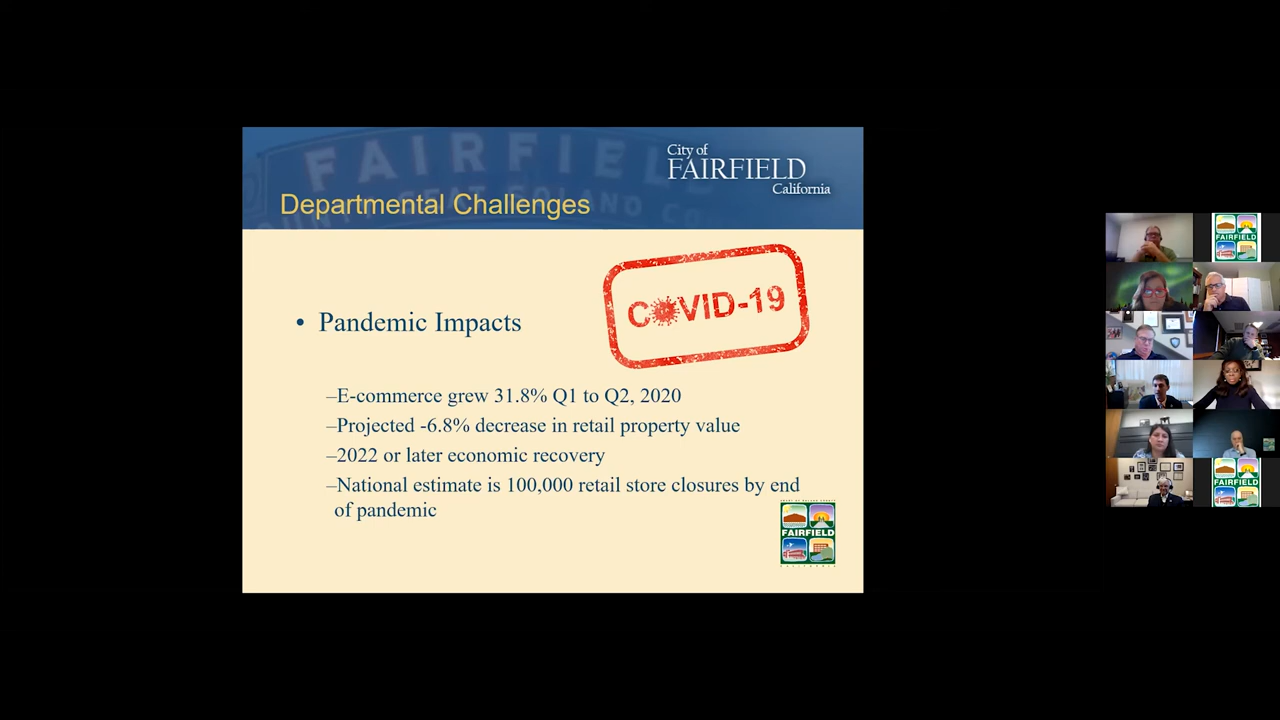 FAIRFIELD
City of
FAIRFIELD
California
Departmental Challenges
COVID-19
• Pandemic Impacts
–E-commerce grew 31.8% Q1 to Q2, 2020
–Projected -6.8% decrease in retail property value
–2022 or later economic recovery
–National estimate is 100,000 retail store closures by end
of pandemic
FAIRFIELD
CALIFORNIA
FAIRFIELD
FAIRFIELD